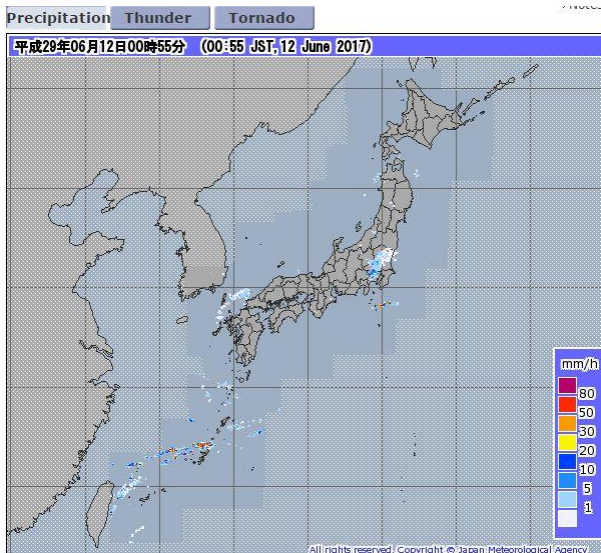 Precipitation Thunder Tornado
平成29年06月12日00時55分 (00:55 JST, 12 June 2017)
mm/h
80
50
30
20
10
5
1
All rights reserved. Copyright © Japan Meteorological Agency